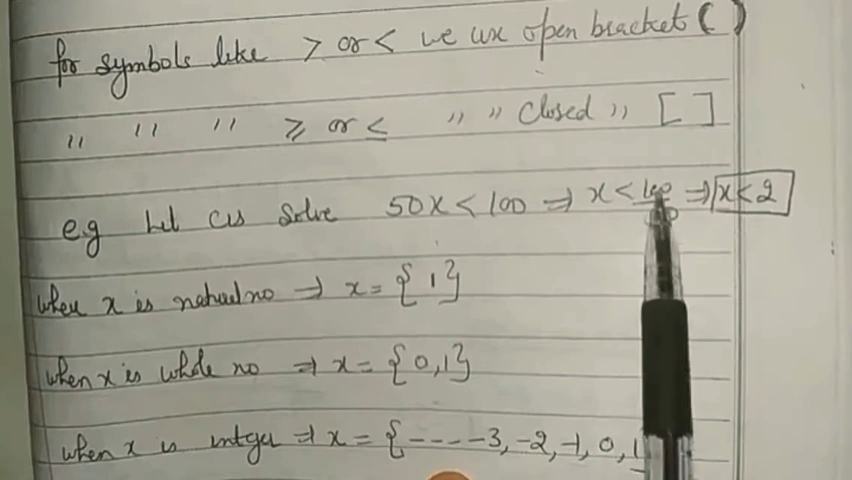 for symbols like > or < we use open bracket ( )
" " " ⩾ or ≤ " " Closed " [ ]
e.g Let us solve 50x < 100 ⇒ x < 100/50 ⇒ x < 2
when x is natural no ⇒ x = { 1 }
when x is whole no ⇒ x = { 0, 1 }
when x is integer ⇒ x = { ---- -3, -2, -1, 0, 1